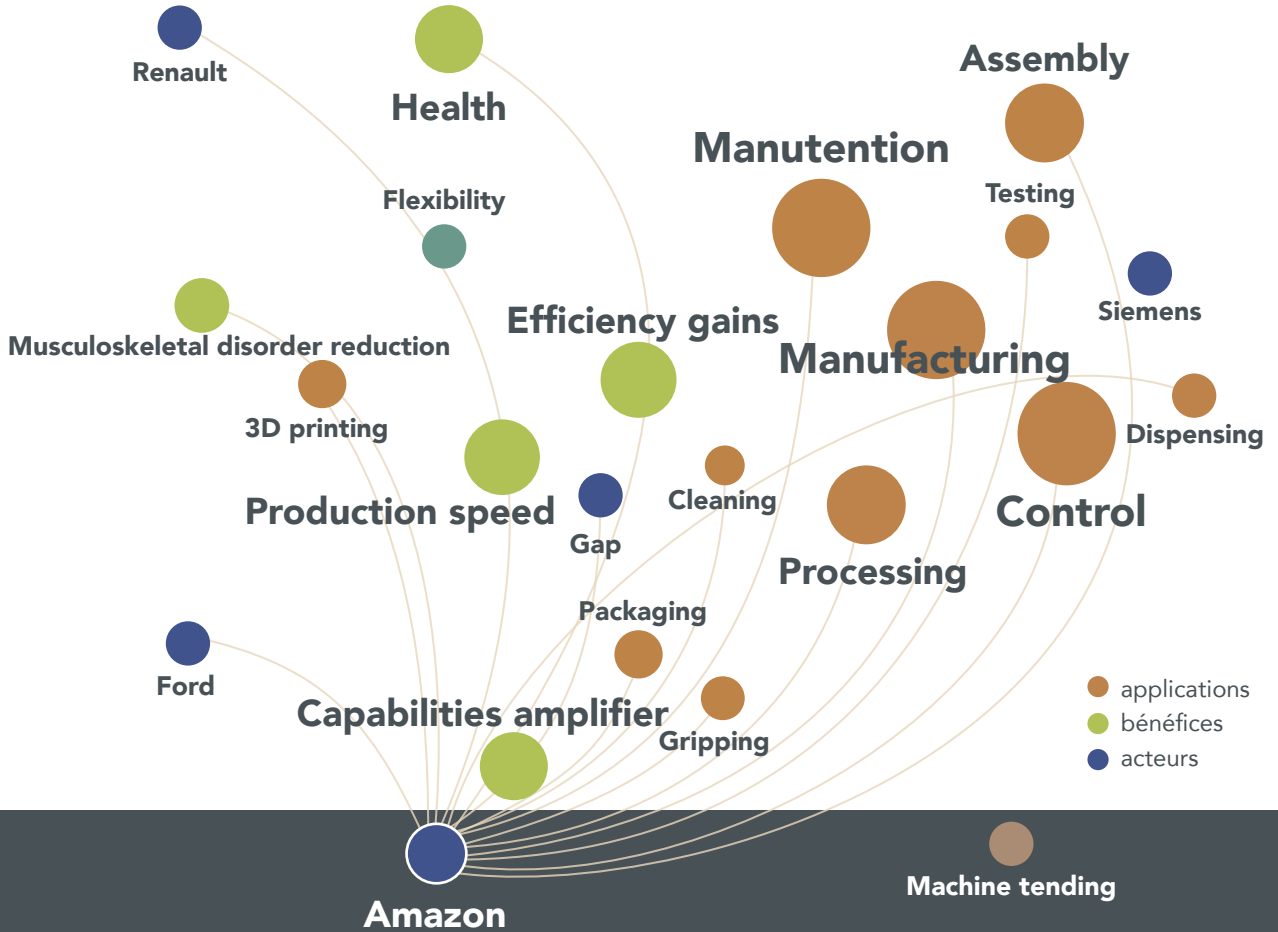 Renault
Health
Assembly
Manutention
Testing
Flexibility
Siemens
Efficiency gains
Musculoskeletal disorder reduction
Manufacturing
3D printing
Dispensing
Production speed
Cleaning
Control
Gap
Processing
Packaging
Ford
applications
Capabilities amplifier
bénéfices
Gripping
acteurs
Machine tending
Amazon